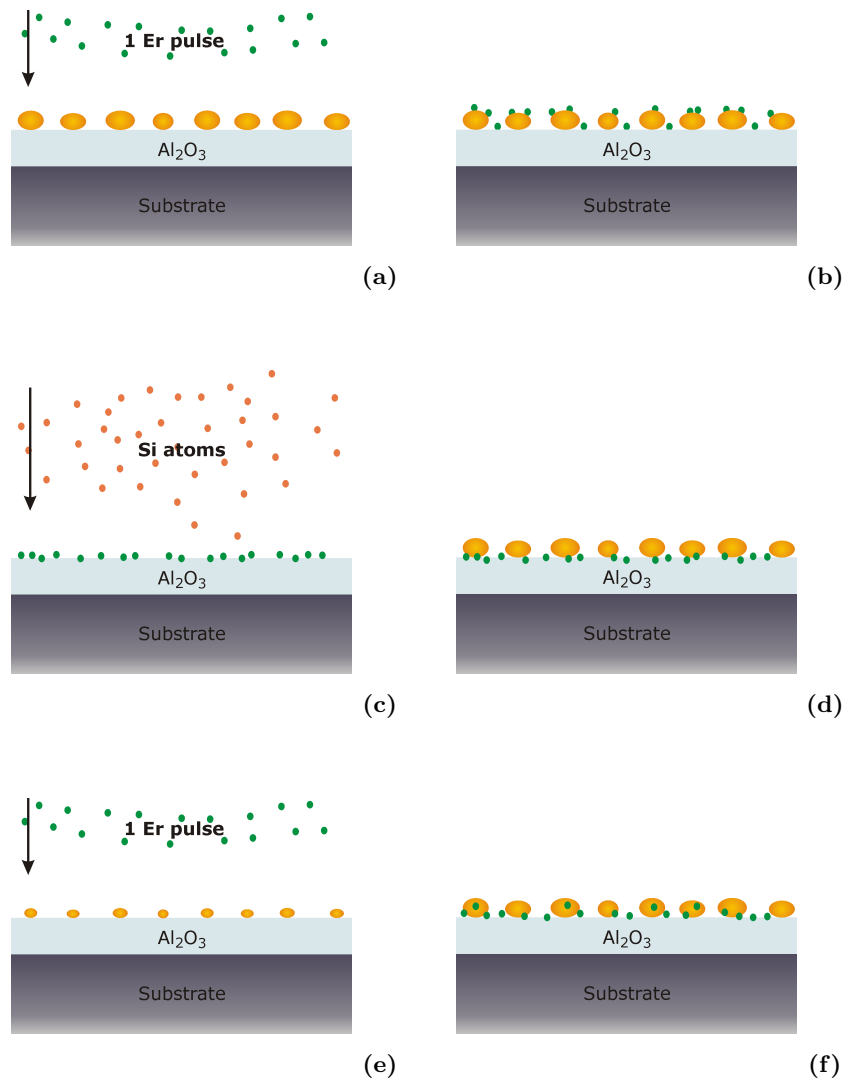 1 Er pulse
Al₂O₃
Substrate
(a)
Al₂O₃
Substrate
(b)
Si atoms
Al₂O₃
Substrate
(c)
Al₂O₃
Substrate
(d)
1 Er pulse
Al₂O₃
Substrate
(e)
Al₂O₃
Substrate
(f)